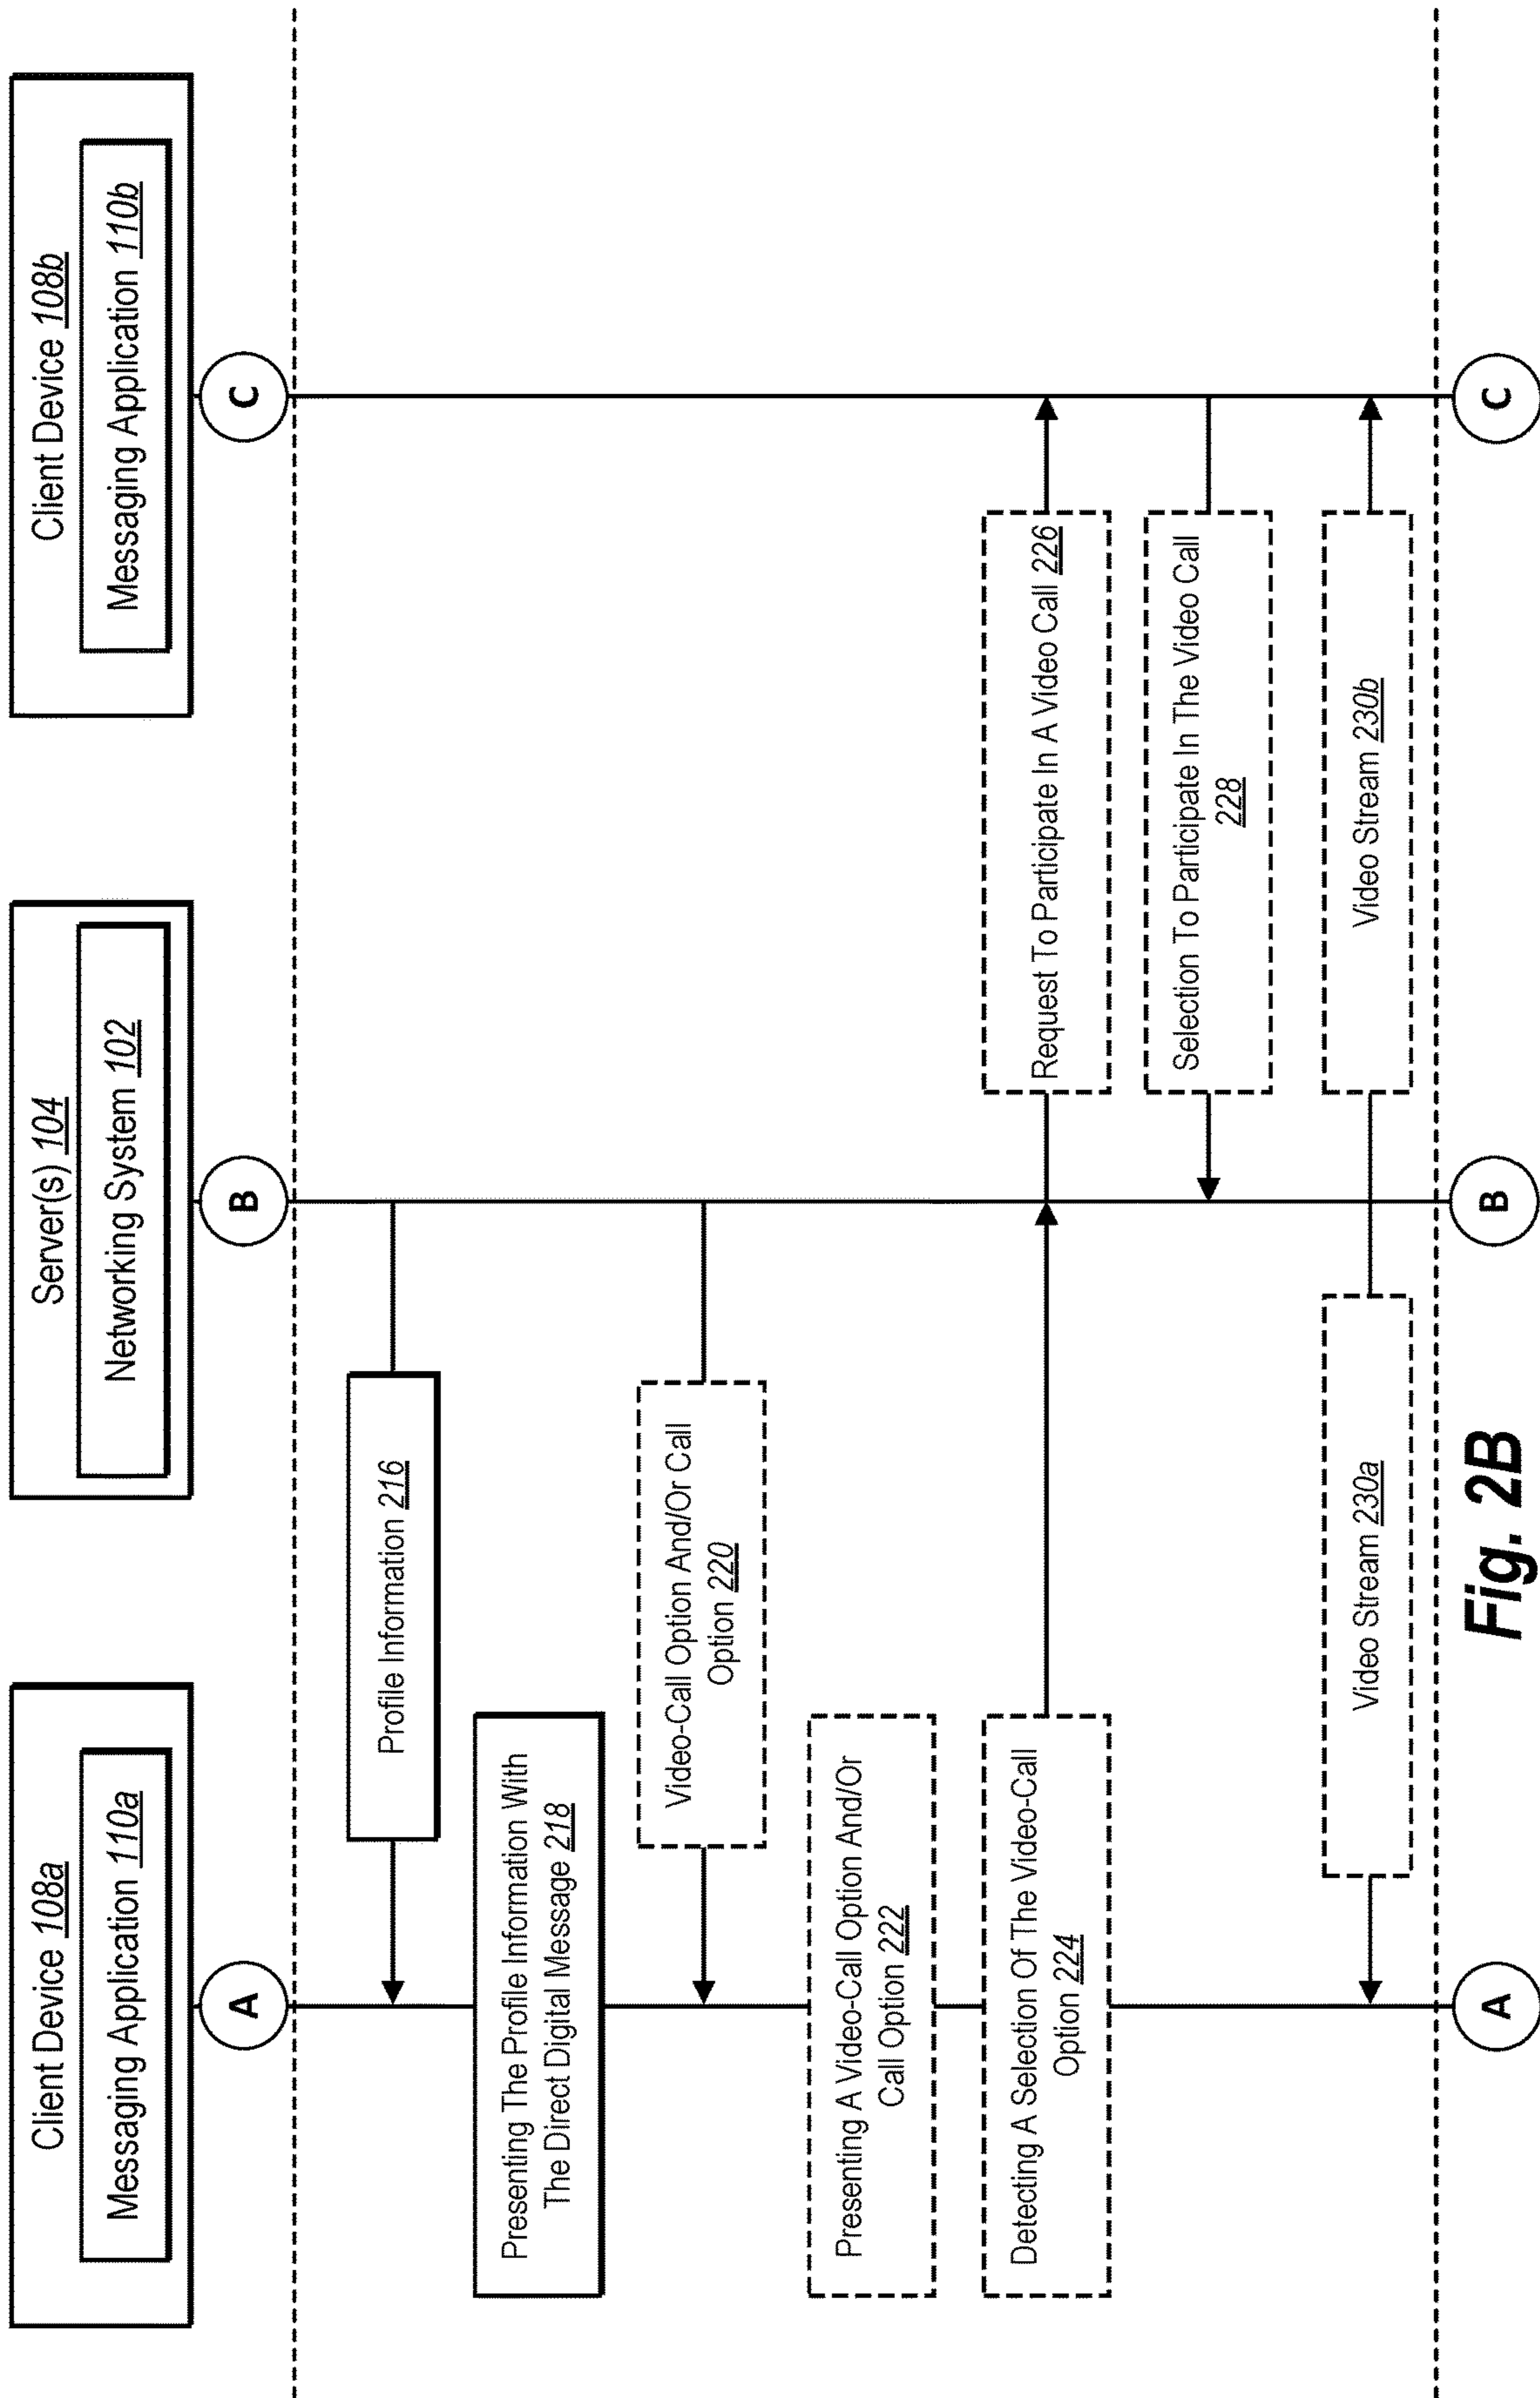 Client Device 108a
Messaging Application 110a
Server(s) 104
Networking System 102
Client Device 108b
Messaging Application 110b
A
B
C
Profile Information 216
Presenting The Profile Information With
The Direct Digital Message 218
Video-Call Option And/Or Call
Option 220
Presenting A Video-Call Option And/Or
Call Option 222
Detecting A Selection Of The Video-Call
Option 224
Request To Participate In A Video Call 226
Selection To Participate In The Video Call
228
Video Stream 230a
Video Stream 230b
A
B
C
Fig. 2B